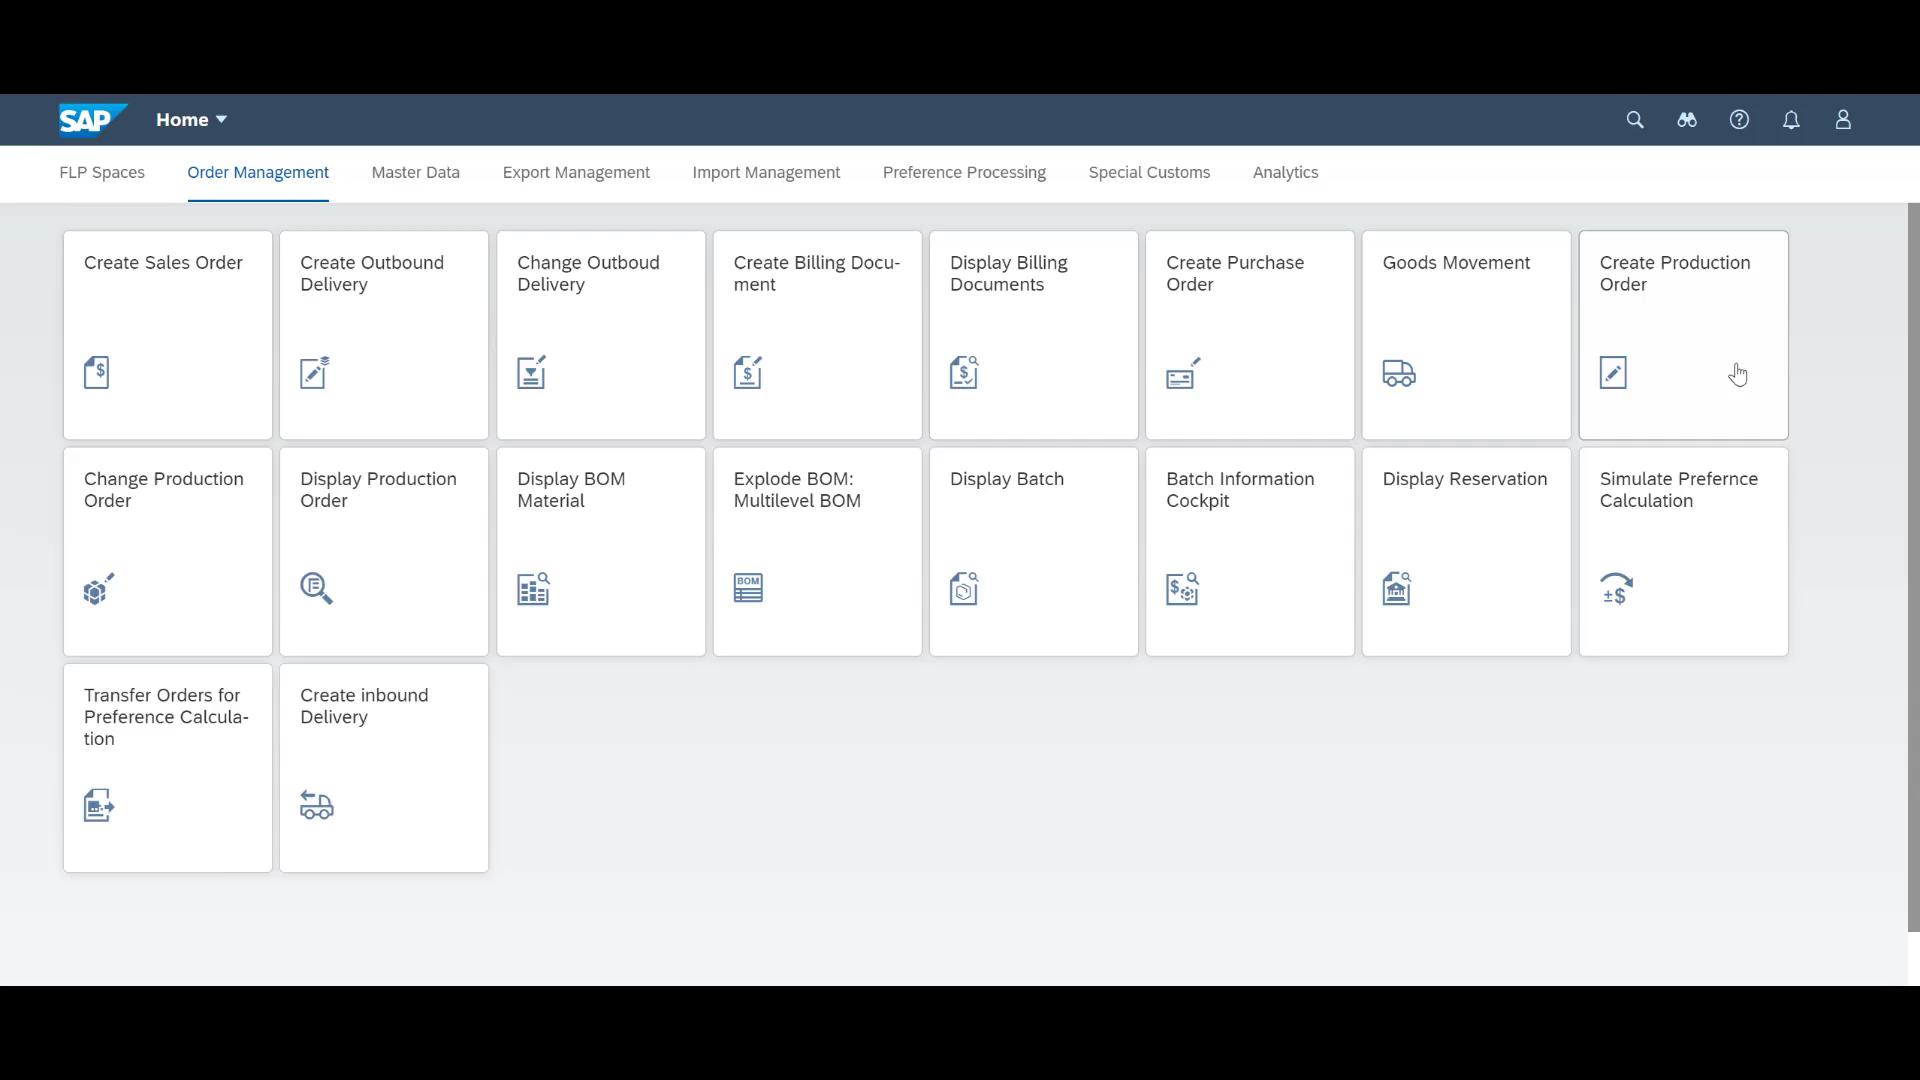 SAP Home
FLP Spaces Order Management Master Data Export Management Import Management Preference Processing Special Customs Analytics
Create Sales Order
Create Outbound
Delivery
Change Outboud
Delivery
Create Billing Docu-
ment
Display Billing
Documents
Create Purchase
Order
Goods Movement
Create Production
Order
$
$
$
Change Production
Order
Display Production
Order
Display BOM
Material
Explode BOM:
Multilevel BOM
Display Batch
Batch Information
Cockpit
Display Reservation
Simulate Prefernce
Calculation
BOM
$
±$
Transfer Orders for
Preference Calcula-
tion
Create inbound
Delivery